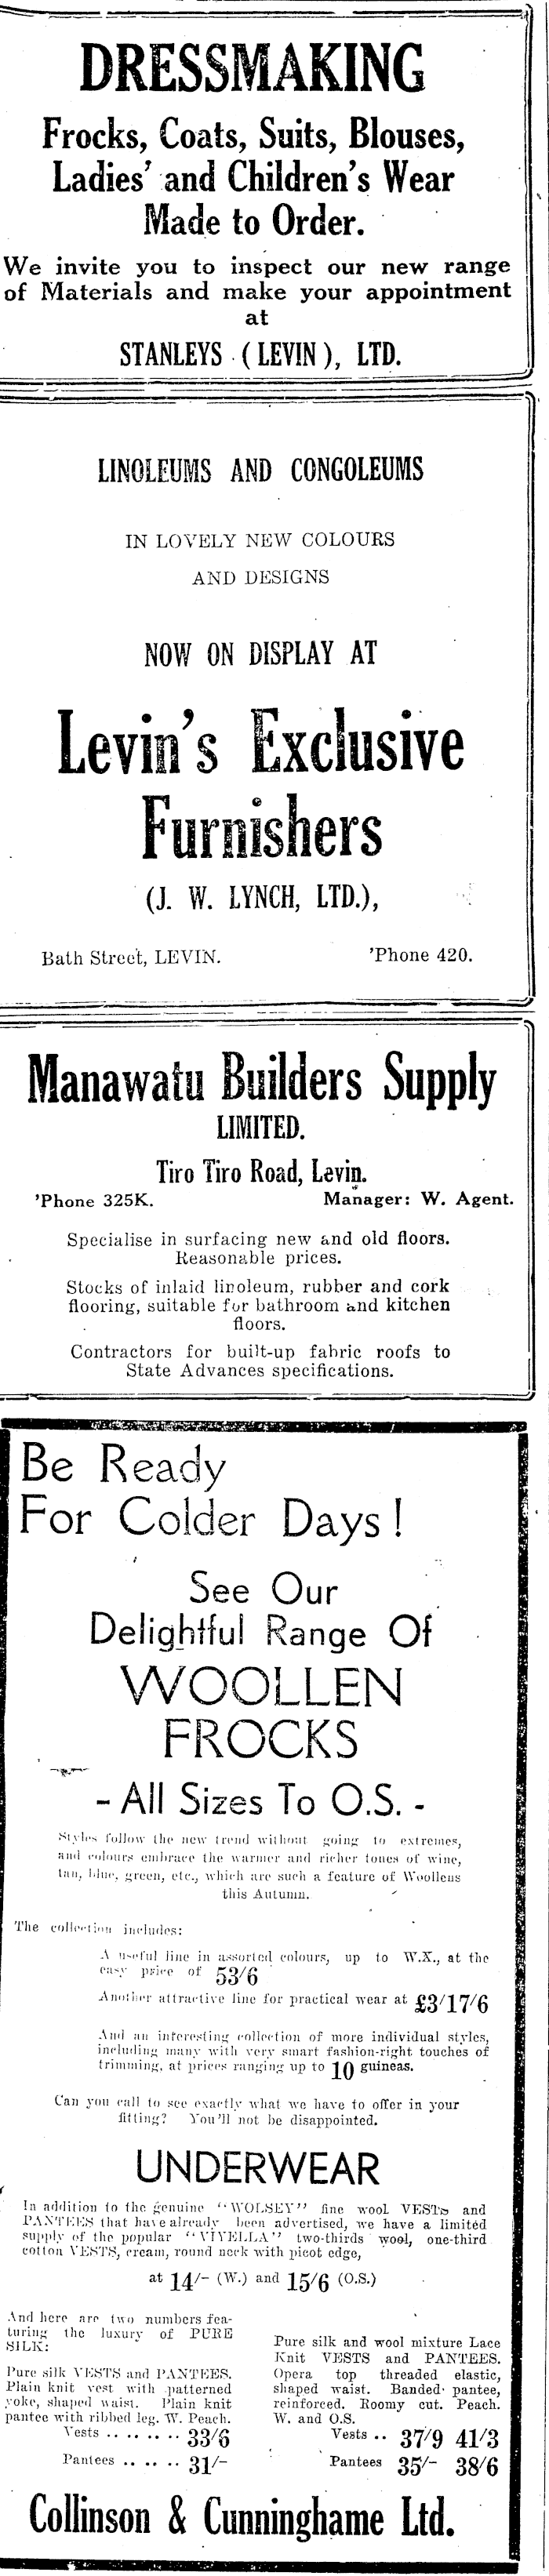 DRESSMAKING
Frocks, Coats, Suits, Blouses,
Ladies' and Children's Wear
Made to Order.
We invite you to inspect our new range
of Materials and make your appointment
at
STANLEYS (LEVIN), LTD.
LINOLEUMS AND CONGOLEUMS
IN LOVELY NEW COLOURS
AND DESIGNS
NOW ON DISPLAY AT
Levin's Exclusive
Furnishers
(J. W. LYNCH, LTD.),
Bath Street, LEVIN. 'Phone 420.
Manawatu Builders Supply
LIMITED.
Tiro Tiro Road, Levin.
'Phone 325K. Manager: W. Agent.
Specialise in surfacing new and old floors.
Reasonable prices.
Stocks of inlaid linoleum, rubber and cork
flooring, suitable for bathroom and kitchen
floors.
Contractors for built-up fabric roofs to
State Advances specifications.
Be Ready
For Colder Days!
See Our
Delightful Range Of
WOOLLEN
FROCKS
- All Sizes To O.S. -
Styles follow the new trend without going to extremes,
and colours embrace the warmer and richer tones of wine,
tan, blue, green, etc., which are such a feature of Woollens
this Autumn.
The collection includes:
A useful line in assorted colours, up to W.X., at the
easy price of 53/6
Another attractive line for practical wear at £3/17/6
And an interesting collection of more individual styles,
including many with very smart fashion-right touches of
trimming, at prices ranging up to 10 guineas.
Can you call to see exactly what we have to offer in your
fitting? You'll not be disappointed.
UNDERWEAR
In addition to the genuine "WOLSEY" fine wool VESTS and
PANTEES that have already been advertised, we have a limited
supply of the popular "VIYELLA" two-thirds wool, one-third
cotton VESTS, cream, round neck with picot edge,
at 14/- (W.) and 15/6 (O.S.)
And here are two numbers fea-
turing the luxury of PURE
SILK:
Pure silk VESTS and PANTEES.
Plain knit vest with patterned
yoke, shaped waist. Plain knit
pantee with ribbed leg. W. Peach.
Vests .. .. .. .. 33/6
Pantees .. .. .. 31/-
Pure silk and wool mixture Lace
Knit VESTS and PANTEES.
Opera top threaded elastic,
shaped waist. Banded pantee,
reinforced. Roomy cut. Peach.
W. and O.S.
Vests .. 37/9 41/3
Pantees 35/- 38/6
Collinson & Cunninghame Ltd.